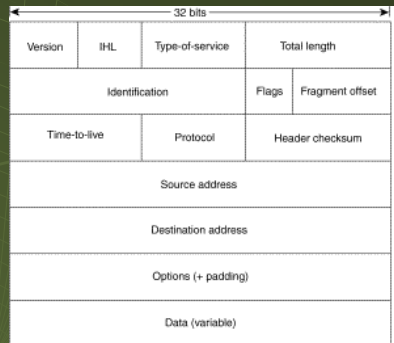 32 bits
Version IHL Type-of-service Total length
Identification Flags Fragment offset
Time-to-live Protocol Header checksum
Source address
Destination address
Options (+ padding)
Data (variable)